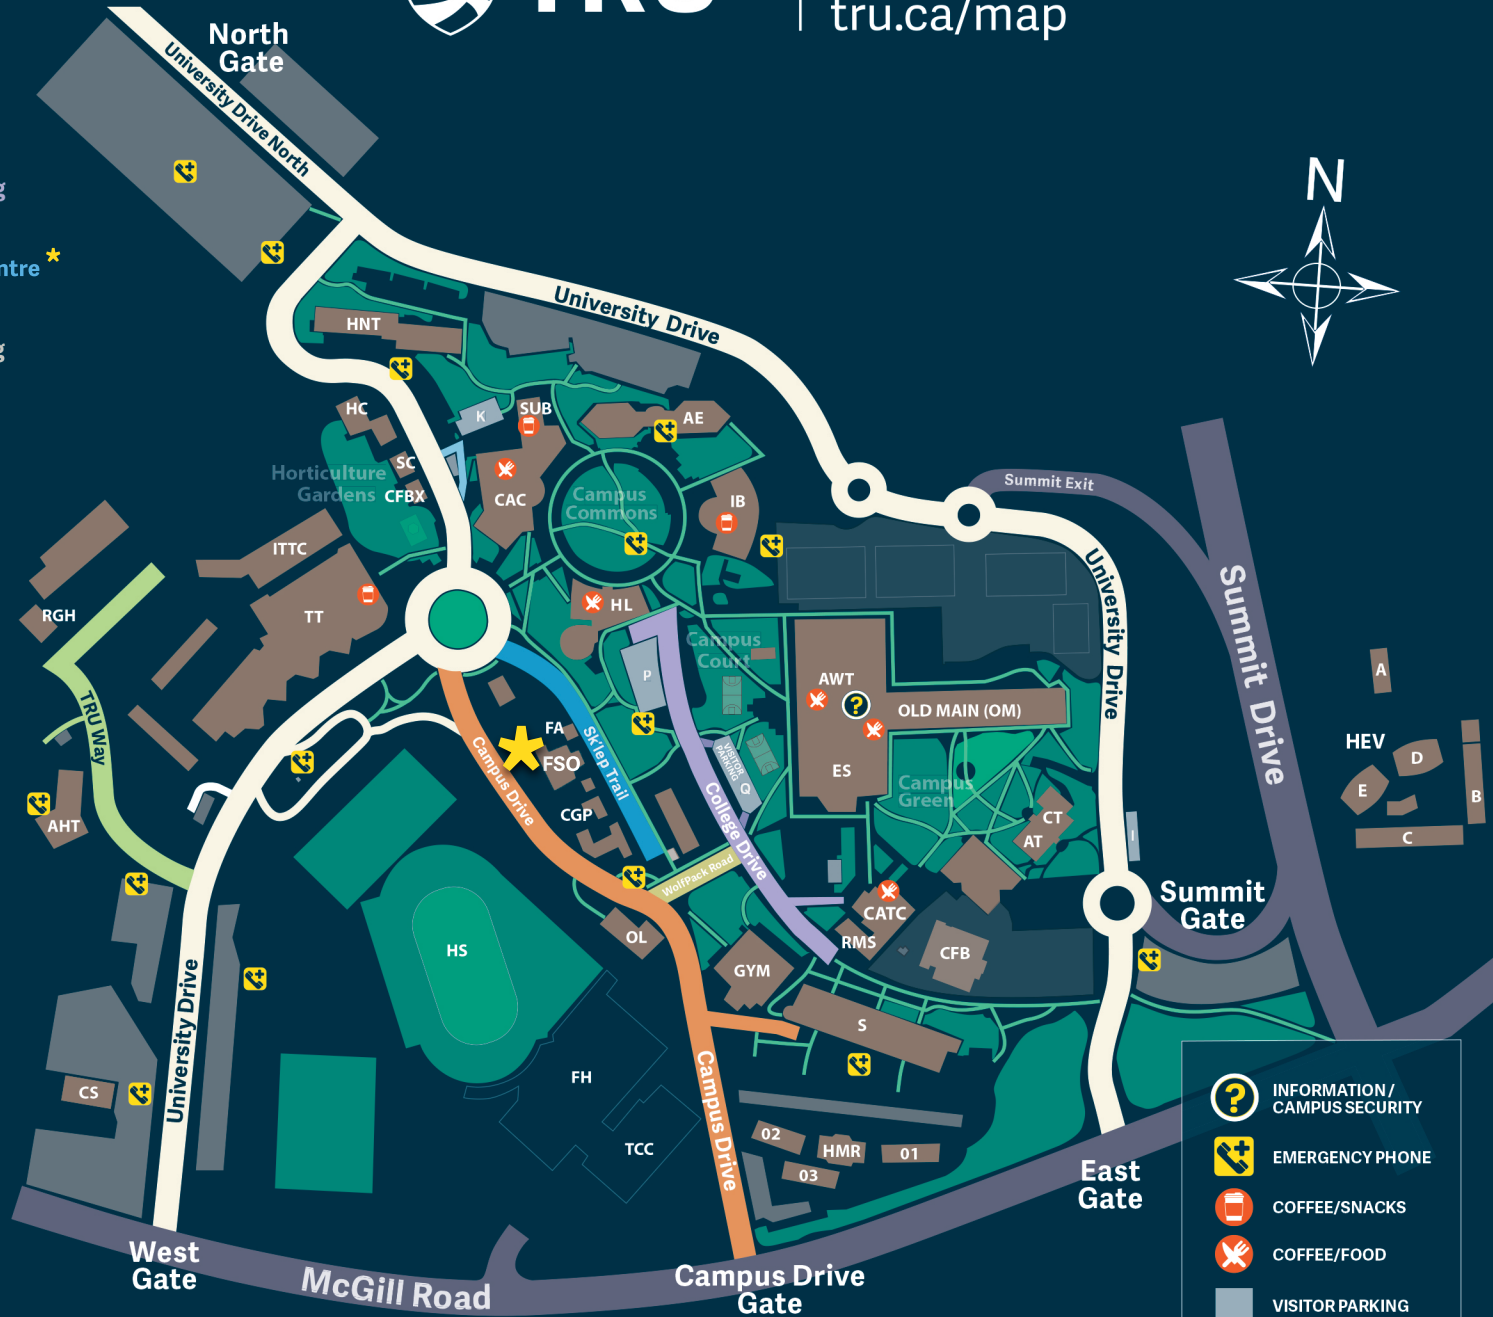 TRU
tru.ca/map
North
Gate
University Drive North
N
g
ntre *
g
University Drive
HNT
HC
K
SUB
AE
SC
Horticulture
Gardens
CFBX
CAC
Campus
Commons
IB
Summit Exit
University Drive
Summit Drive
ITTC
TT
RGH
HL
P
Campus
Court
AWT
?
OLD MAIN (OM)
ES
A
HEV
D
E
B
C
TRU Way
FA
FSO
Sk'lep Trail
Campus Drive
VISITOR
PARKING
Q
College Drive
Campus
Green
CT
AT
I
CGP
AHT
WolfPack Road
CATC
RMS
CFB
Summit
Gate
OL
GYM
HS
S
University Drive
CS
FH
TCC
Campus Drive
02
HMR
01
03
East
Gate
West
Gate
McGill Road
Campus Drive
Gate
?
INFORMATION /
CAMPUS SECURITY
EMERGENCY PHONE
COFFEE/SNACKS
COFFEE/FOOD
VISITOR PARKING